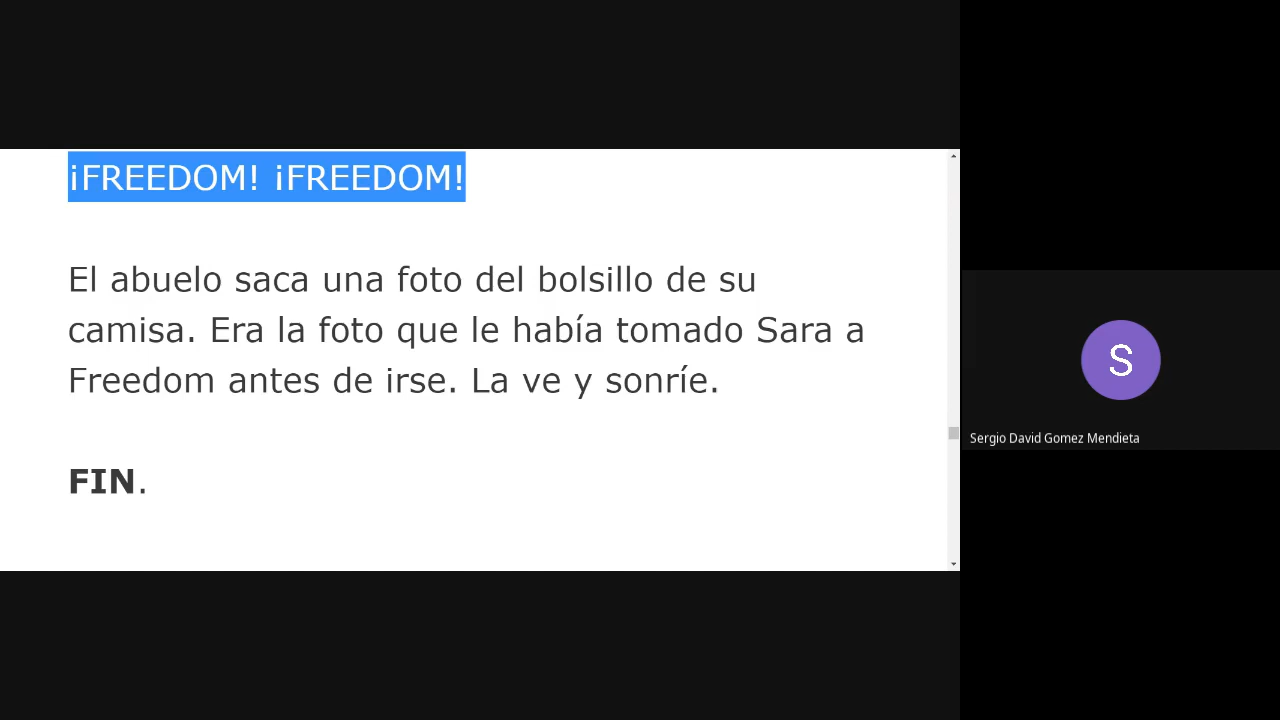 ¡FREEDOM! ¡FREEDOM!
El abuelo saca una foto del bolsillo de su
camisa. Era la foto que le había tomado Sara a
Freedom antes de irse. La ve y sonríe.
FIN.
S
Sergio David Gomez Mendieta